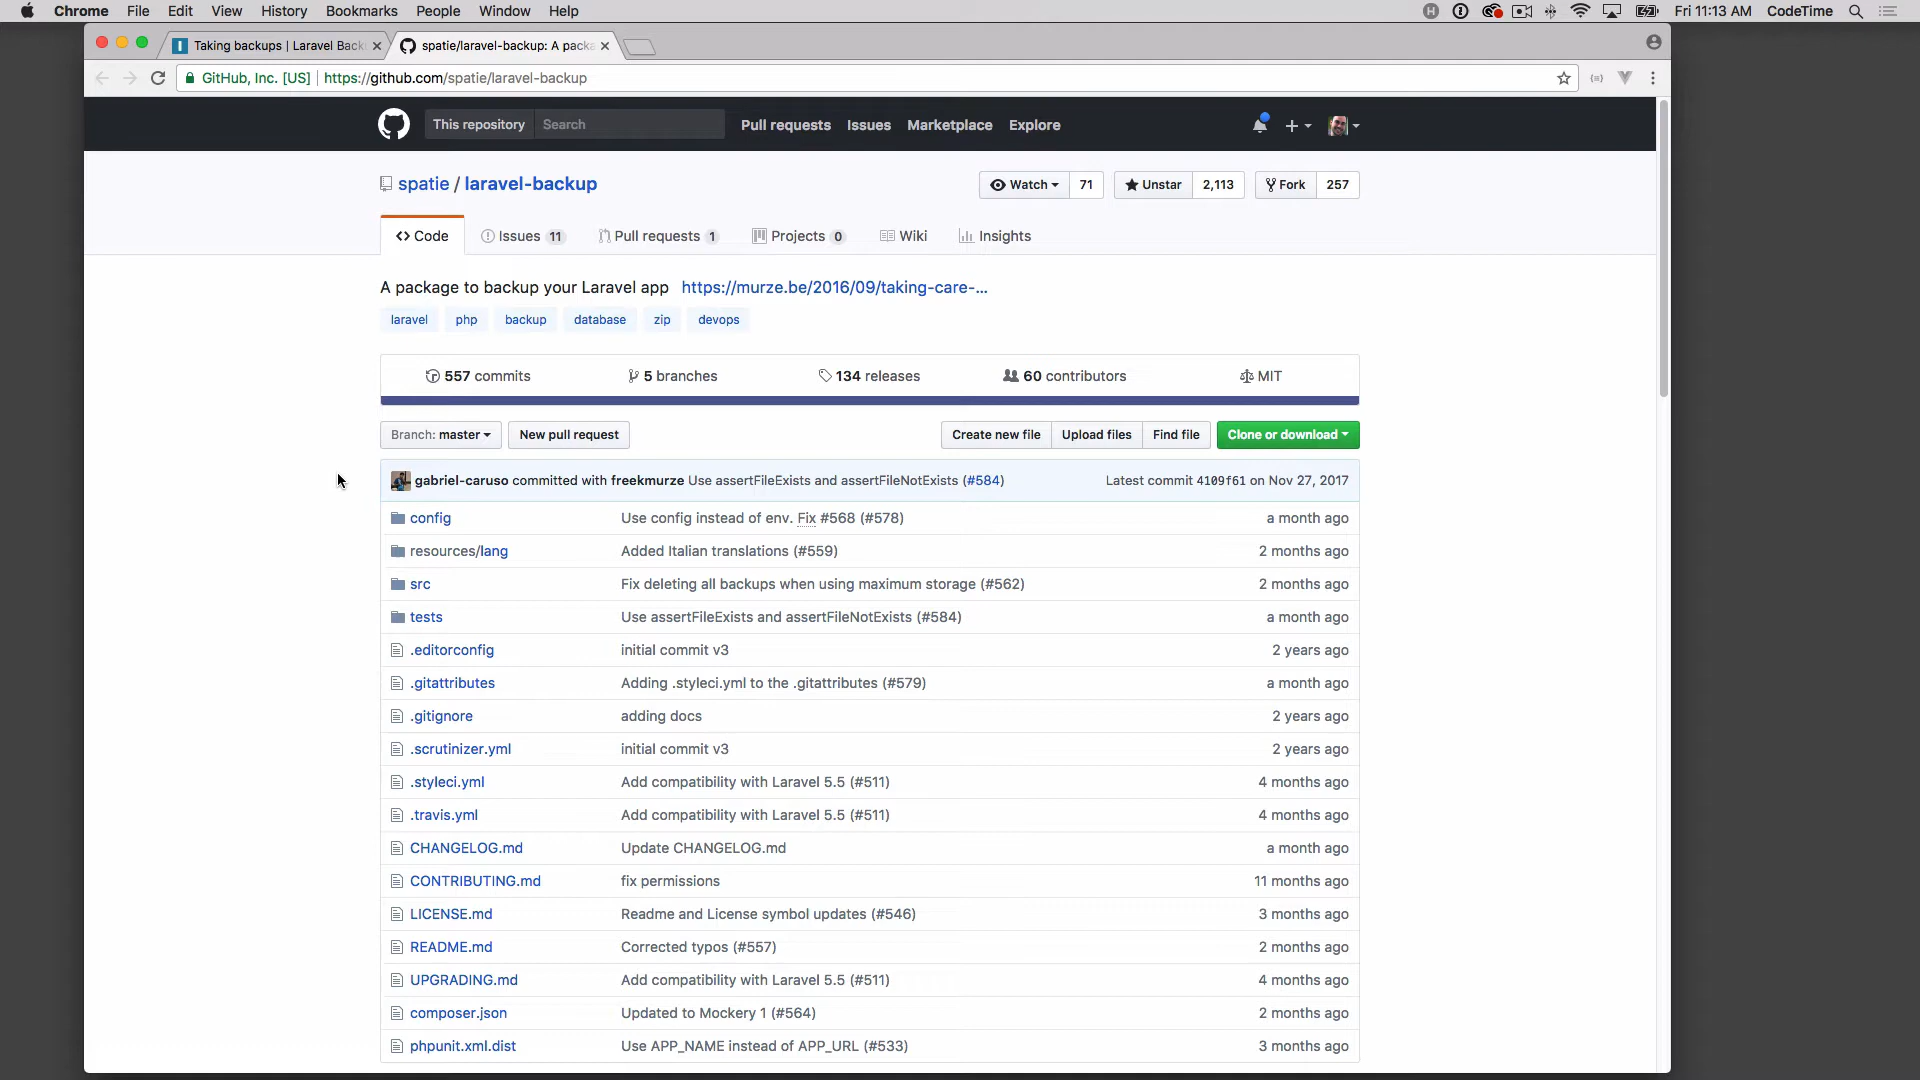 Chrome File Edit View History Bookmarks People Window Help Fri 11:13 AM CodeTime
Taking backups | Laravel Back
spatie/laravel-backup: A packa
GitHub, Inc. [US] https://github.com/spatie/laravel-backup
This repository Search Pull requests Issues Marketplace Explore
spatie / laravel-backup
Watch 71 Unstar 2,113 Fork 257
Code Issues 11 Pull requests 1 Projects 0 Wiki Insights
A package to backup your Laravel app https://murze.be/2016/09/taking-care-...
laravel php backup database zip devops
557 commits 5 branches 134 releases 60 contributors MIT
Branch: master New pull request Create new file Upload files Find file Clone or download
gabriel-caruso committed with freekmurze Use assertFileExists and assertFileNotExists (#584) Latest commit 4109f61 on Nov 27, 2017
config Use config instead of env. Fix #568 (#578) a month ago
resources/lang Added Italian translations (#559) 2 months ago
src Fix deleting all backups when using maximum storage (#562) 2 months ago
tests Use assertFileExists and assertFileNotExists (#584) a month ago
.editorconfig initial commit v3 2 years ago
.gitattributes Adding .styleci.yml to the .gitattributes (#579) a month ago
.gitignore adding docs 2 years ago
.scrutinizer.yml initial commit v3 2 years ago
.styleci.yml Add compatibility with Laravel 5.5 (#511) 4 months ago
.travis.yml Add compatibility with Laravel 5.5 (#511) 4 months ago
CHANGELOG.md Update CHANGELOG.md a month ago
CONTRIBUTING.md fix permissions 11 months ago
LICENSE.md Readme and License symbol updates (#546) 3 months ago
README.md Corrected typos (#557) 2 months ago
UPGRADING.md Add compatibility with Laravel 5.5 (#511) 4 months ago
composer.json Updated to Mockery 1 (#564) 2 months ago
phpunit.xml.dist Use APP_NAME instead of APP_URL (#533) 3 months ago